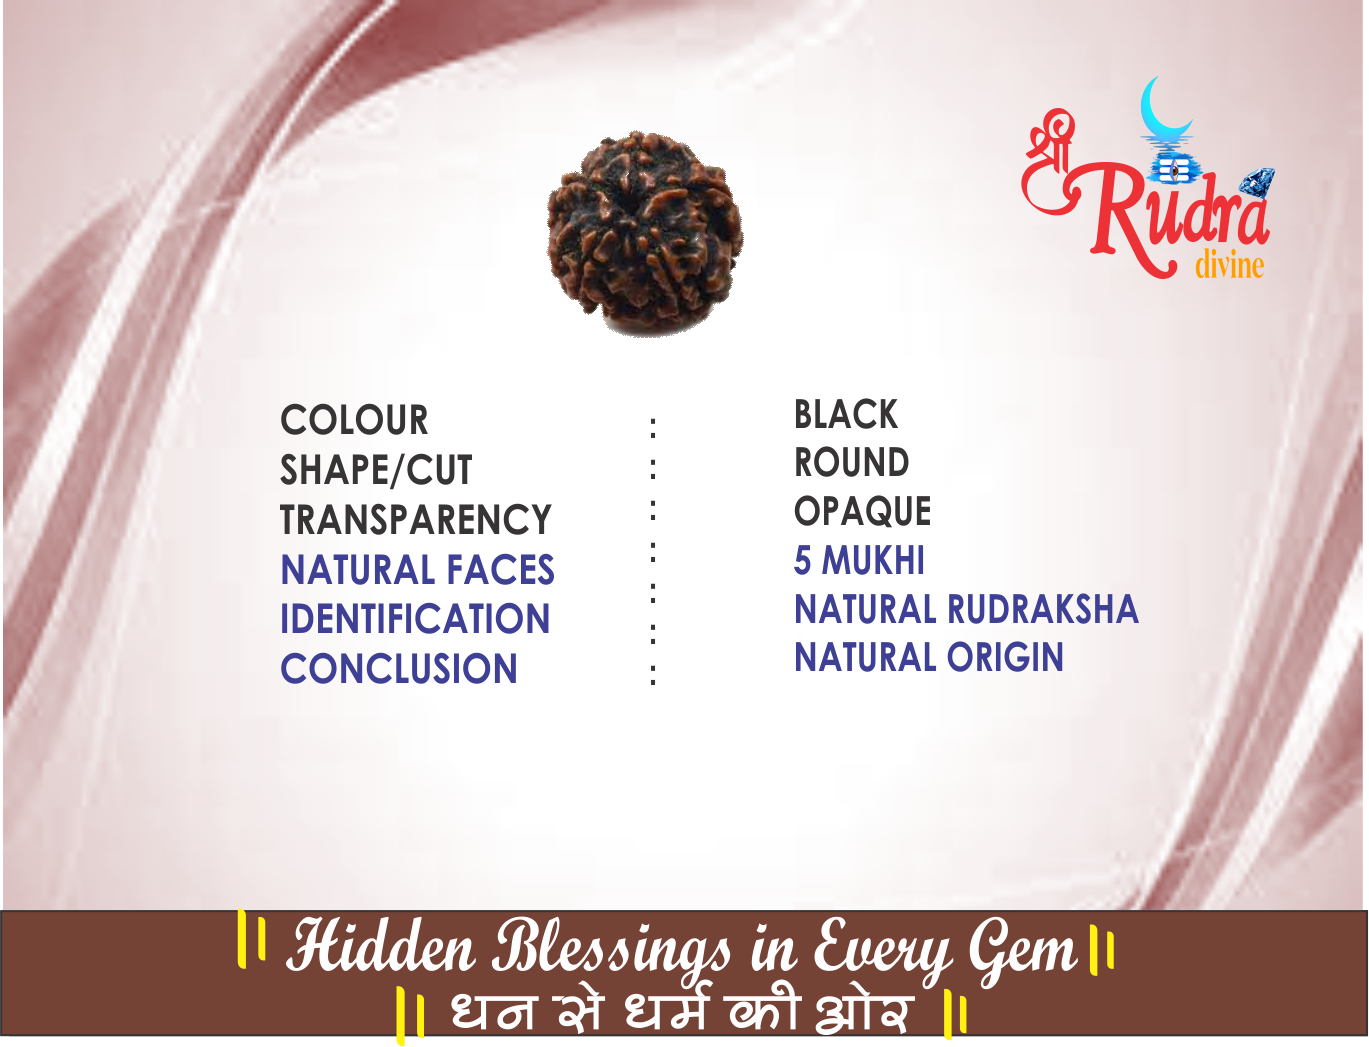 श्री
Rudra
divine
COLOUR : BLACK
SHAPE/CUT : ROUND
TRANSPARENCY : OPAQUE
NATURAL FACES : 5 MUKHI
IDENTIFICATION : NATURAL RUDRAKSHA
CONCLUSION : NATURAL ORIGIN
:
|| Hidden Blessings in Every Gem ||
|| धन से धर्म की ओर ||